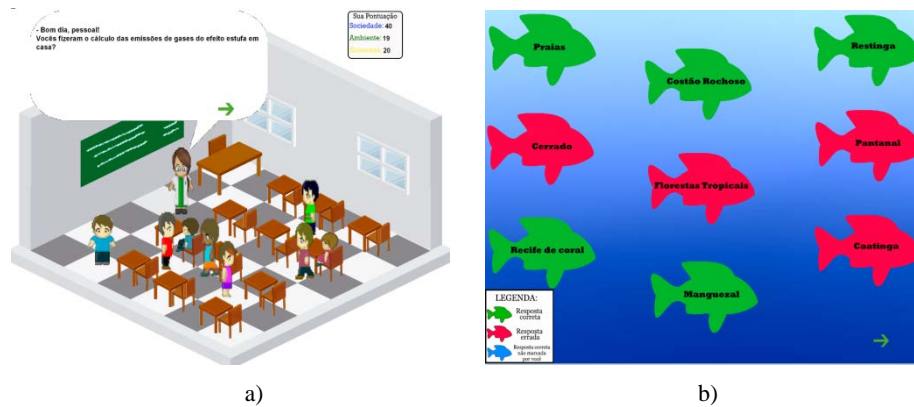 - Bom dia, pessoal!
Vocês fizeram o cálculo das emissões de gases do efeito estufa em
casa?
Sua Pontuação
Sociedade: 40
Ambiente: 19
Economia: 20
Praias
Costão Rochoso
Restinga
Cerrado
Pantanal
Florestas Tropicais
Recife de coral
Caatinga
Manguezal
LEGENDA:
Resposta
correta
Resposta
errada
Resposta correta
não marcada
por você
a)
b)